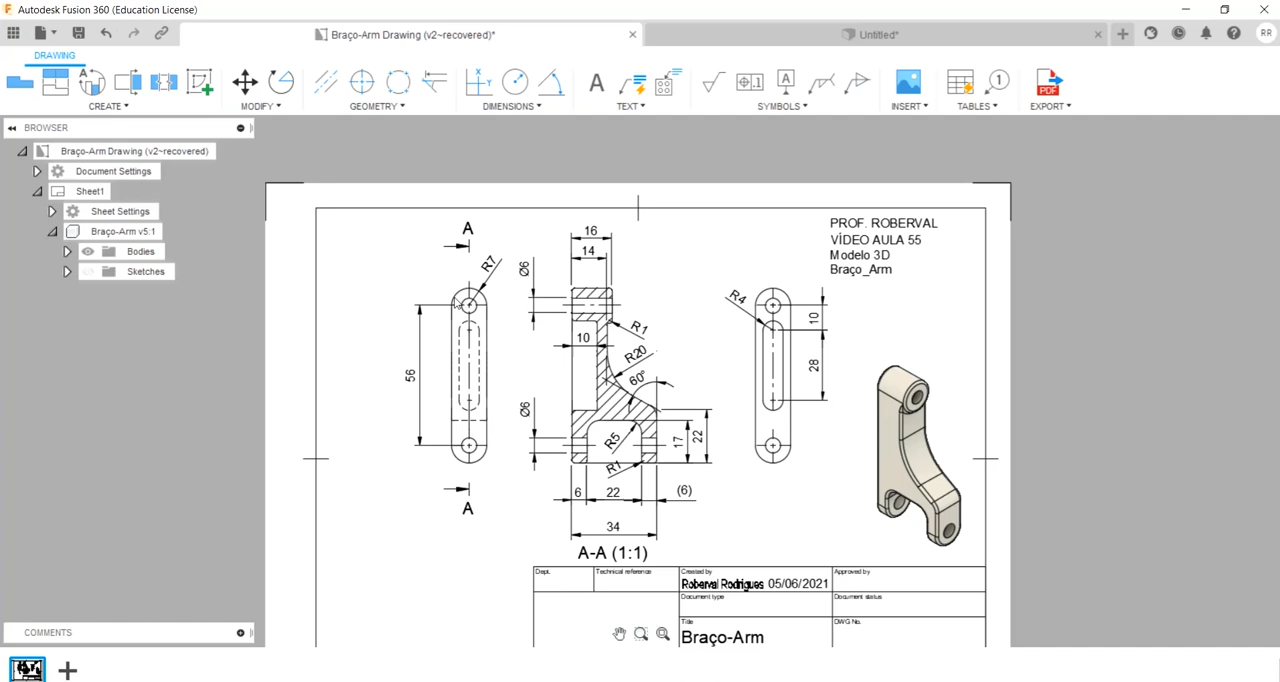 Autodesk Fusion 360 (Education License)
Braço-Arm Drawing (v2~recovered)*
Untitled*
RR
DRAWING
CREATE
MODIFY
GEOMETRY
DIMENSIONS
TEXT
SYMBOLS
INSERT
TABLES
EXPORT
BROWSER
Braço-Arm Drawing (v2~recovered)
Document Settings
Sheet1
Sheet Settings
Braço-Arm v5:1
Bodies
Sketches
PROF. ROBERVAL
VÍDEO AULA 55
Modelo 3D
Braço_Arm
A
R7
56
A
16
14
Ø6
10
R1
R20
60°
Ø6
R5
R1
17
22
6
22
(6)
34
A-A (1:1)
R4
10
28
Dept.
Technical reference
Created by
Roberval Rodrigues 05/06/2021
Approved by
Document type
Document status
Title
Braço-Arm
DWG No.
COMMENTS